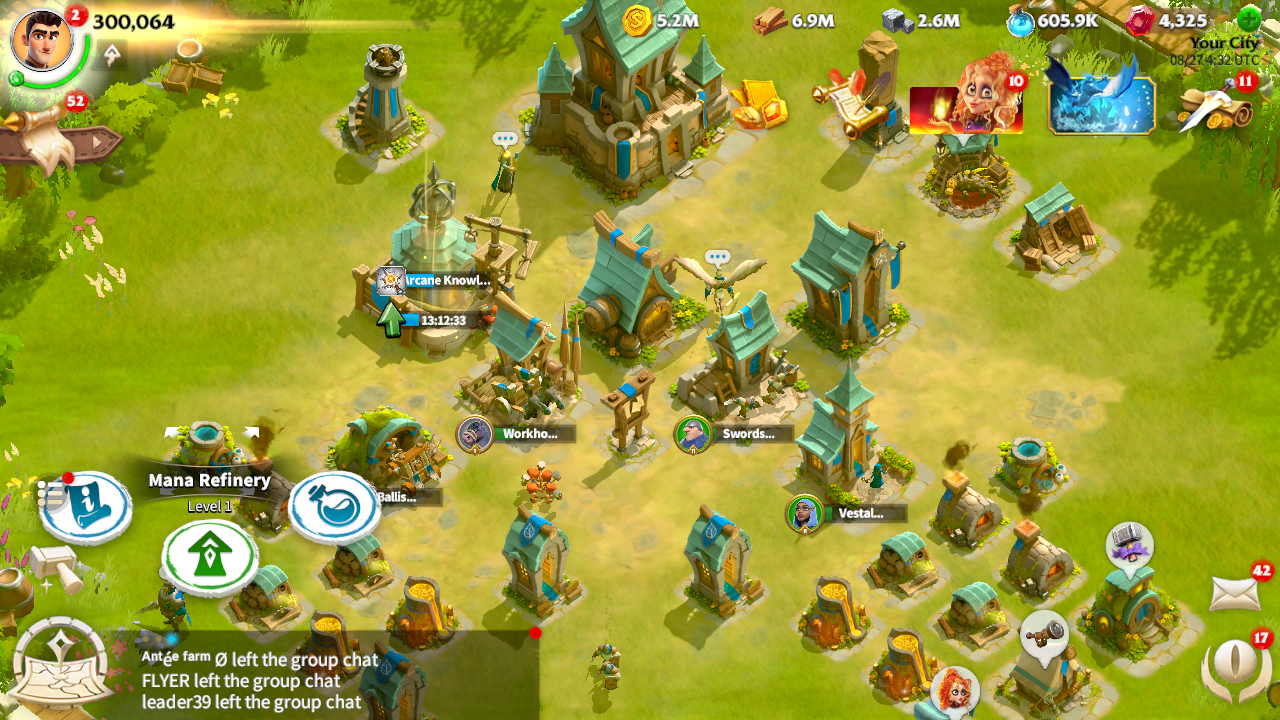 2
300,064
5.2M
6.9M
2.6M
605.9K
4,325
Your City
08/27 4:32 UTC
10
11
52
Arcane Knowl...
13:12:33
Workho...
Swords...
Mana Refinery
Level 1
Ballis...
Vestal...
42
17
Antée farm Ø left the group chat
FLYER left the group chat
leader39 left the group chat